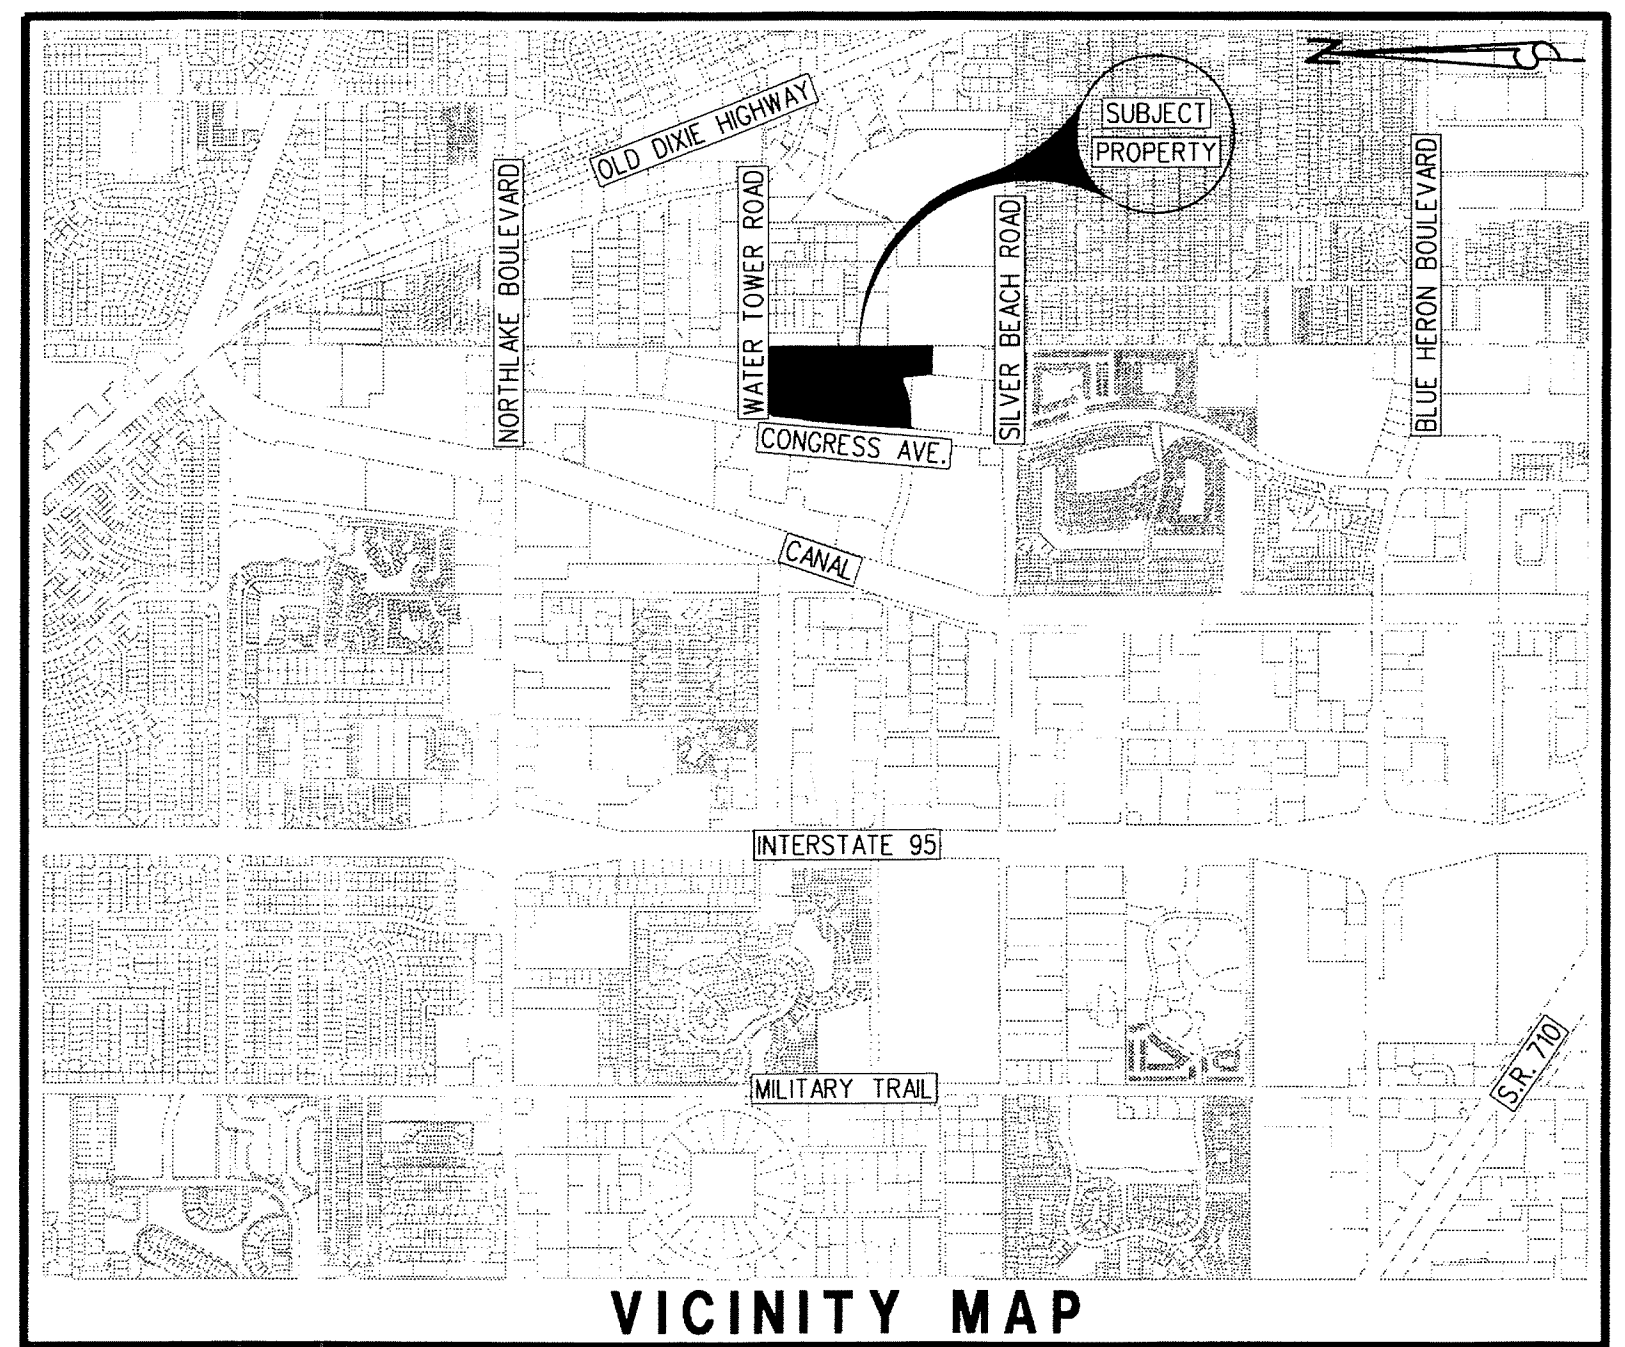 N
SUBJECT
PROPERTY
OLD DIXIE HIGHWAY
NORTHLAKE BOULEVARD
WATER TOWER ROAD
SILVER BEACH ROAD
BLUE HERON BOULEVARD
CONGRESS AVE.
CANAL
INTERSTATE 95
MILITARY TRAIL
S.R. 710
VICINITY MAP